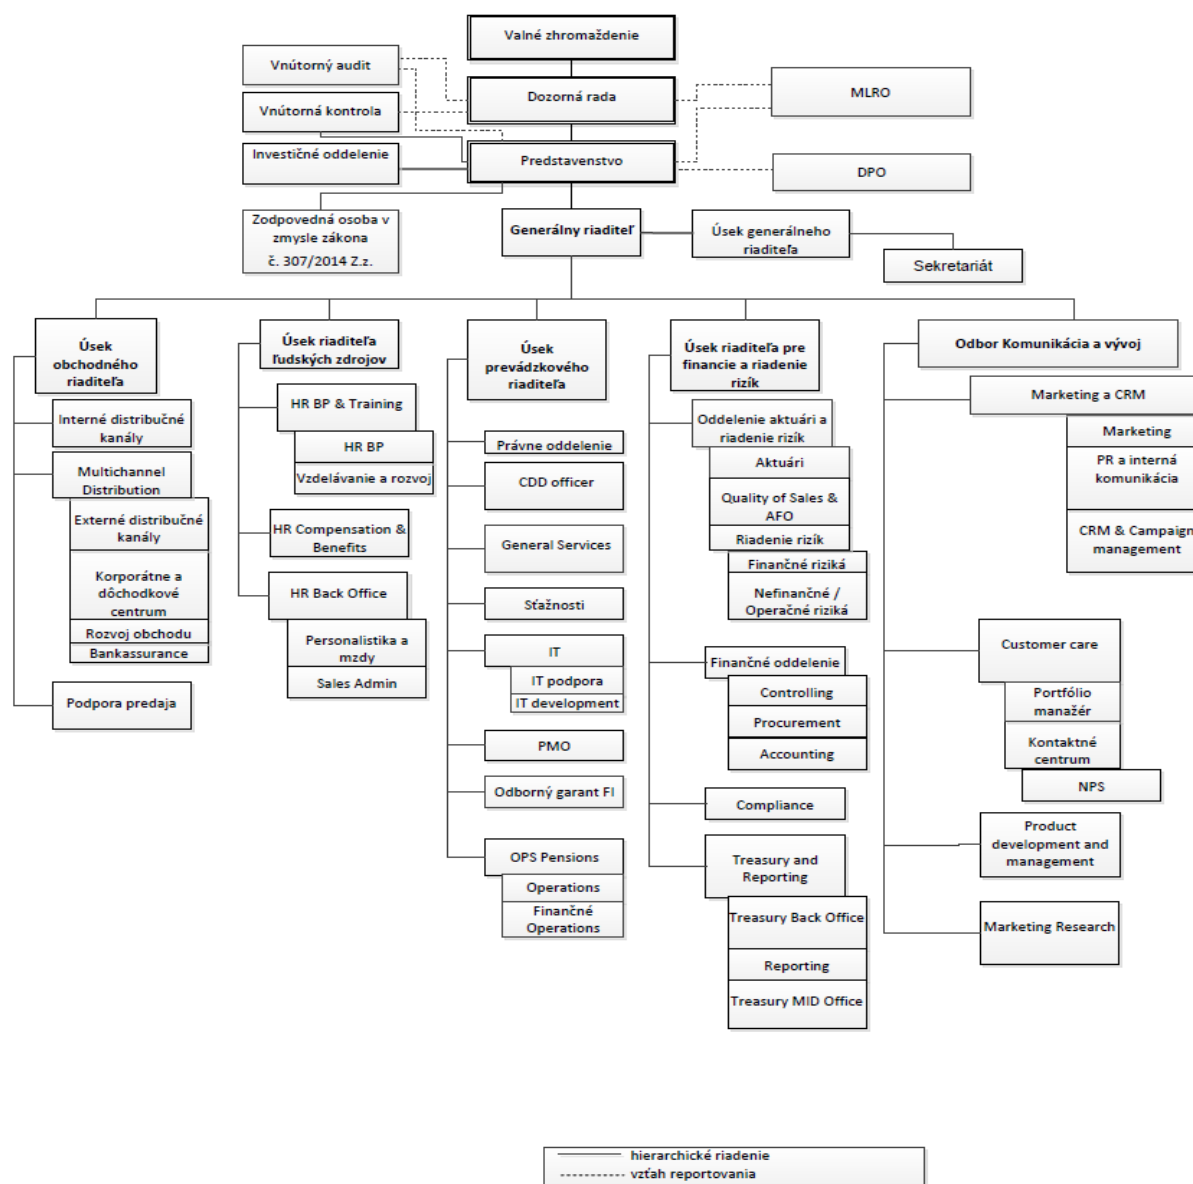 Valné zhromaždenie
Vnútorný audit
Dozorná rada
MLRO
Vnútorná kontrola
Investičné oddelenie
Predstavenstvo
DPO
Zodpovedná osoba v
zmysle zákona
č. 307/2014 Z.z.
Generálny riaditeľ
Úsek generálneho
riaditeľa
Sekretariát
Úsek
obchodného
riaditeľa
Interné distribučné
kanály
Multichannel
Distribution
Externé distribučné
kanály
Korporátne a
dôchodkové
centrum
Rozvoj obchodu
Bankassurance
Podpora predaja
Úsek riaditeľa
ľudských zdrojov
HR BP & Training
HR BP
Vzdelávanie a rozvoj
HR Compensation &
Benefits
HR Back Office
Personalistika a
mzdy
Sales Admin
Úsek
prevádzkového
riaditeľa
Právne oddelenie
CDD officer
General Services
Sťažnosti
IT
IT podpora
IT development
PMO
Odborný garant FI
OPS Pensions
Operations
Finančné
Operations
Úsek riaditeľa pre
financie a riadenie
rizík
Oddelenie aktuári a
riadenie rizík
Aktuári
Quality of Sales &
AFO
Riadenie rizík
Finančné riziká
Nefinančné /
Operačné riziká
Finančné oddelenie
Controlling
Procurement
Accounting
Compliance
Treasury and
Reporting
Treasury Back Office
Reporting
Treasury MID Office
Odbor Komunikácia a vývoj
Marketing a CRM
Marketing
PR a interná
komunikácia
CRM & Campaign
management
Customer care
Portfólio
manažér
Kontaktné
centrum
NPS
Product
development and
management
Marketing Research
hierarchické riadenie
vzťah reportovania